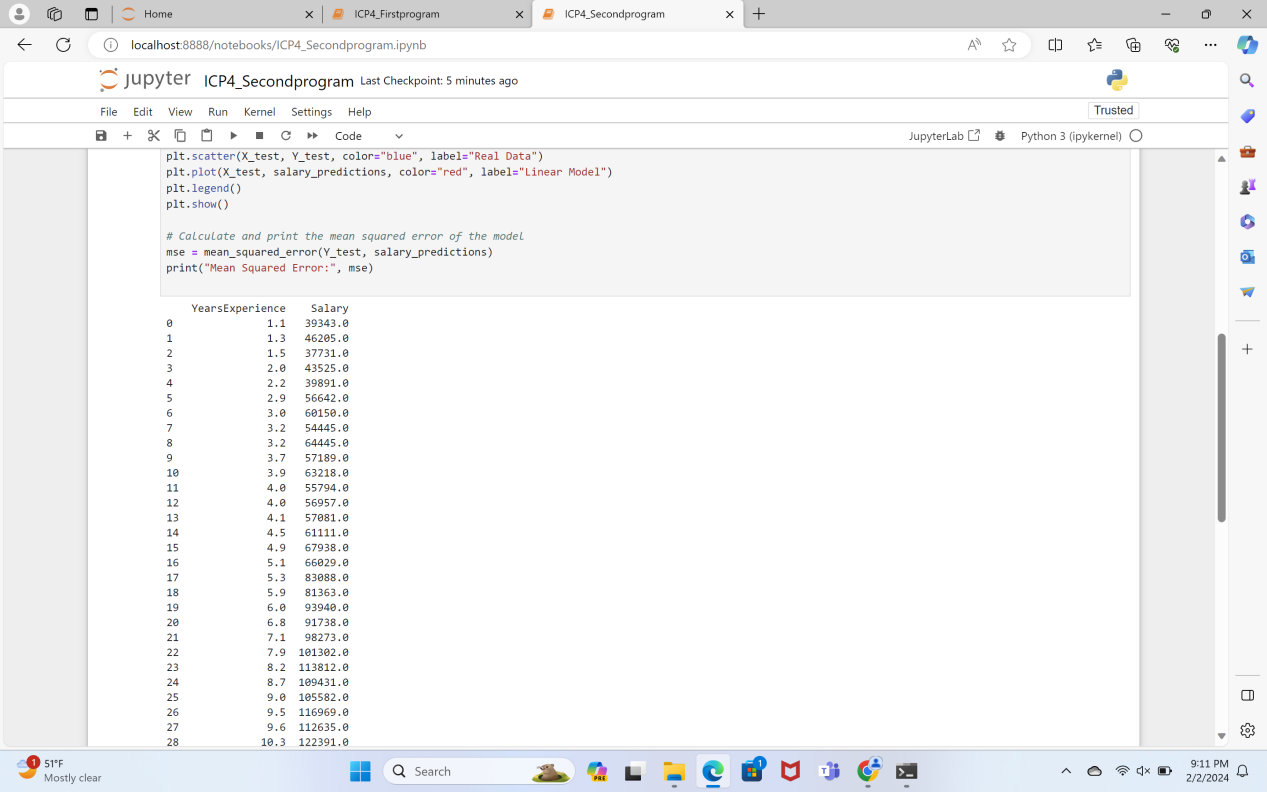 Home
ICP4_Firstprogram
ICP4_Secondprogram
localhost:8888/notebooks/ICP4_Secondprogram.ipynb
jupyter ICP4_Secondprogram Last Checkpoint: 5 minutes ago
File Edit View Run Kernel Settings Help
Trusted
Code
JupyterLab
Python 3 (ipykernel)
plt.scatter(X_test, Y_test, color="blue", label="Real Data")
plt.plot(X_test, salary_predictions, color="red", label="Linear Model")
plt.legend()
plt.show()
# Calculate and print the mean squared error of the model
mse = mean_squared_error(Y_test, salary_predictions)
print("Mean Squared Error:", mse)
YearsExperience Salary
0 1.1 39343.0
1 1.3 46205.0
2 1.5 37731.0
3 2.0 43525.0
4 2.2 39891.0
5 2.9 56642.0
6 3.0 60150.0
7 3.2 54445.0
8 3.2 64445.0
9 3.7 57189.0
10 3.9 63218.0
11 4.0 55794.0
12 4.0 56957.0
13 4.1 57081.0
14 4.5 61111.0
15 4.9 67938.0
16 5.1 66029.0
17 5.3 83088.0
18 5.9 81363.0
19 6.0 93940.0
20 6.8 91738.0
21 7.1 98273.0
22 7.9 101302.0
23 8.2 113812.0
24 8.7 109431.0
25 9.0 105582.0
26 9.5 116969.0
27 9.6 112635.0
28 10.3 122391.0
1
51°F
Mostly clear
Search
PRE
1
9:11 PM
2/2/2024